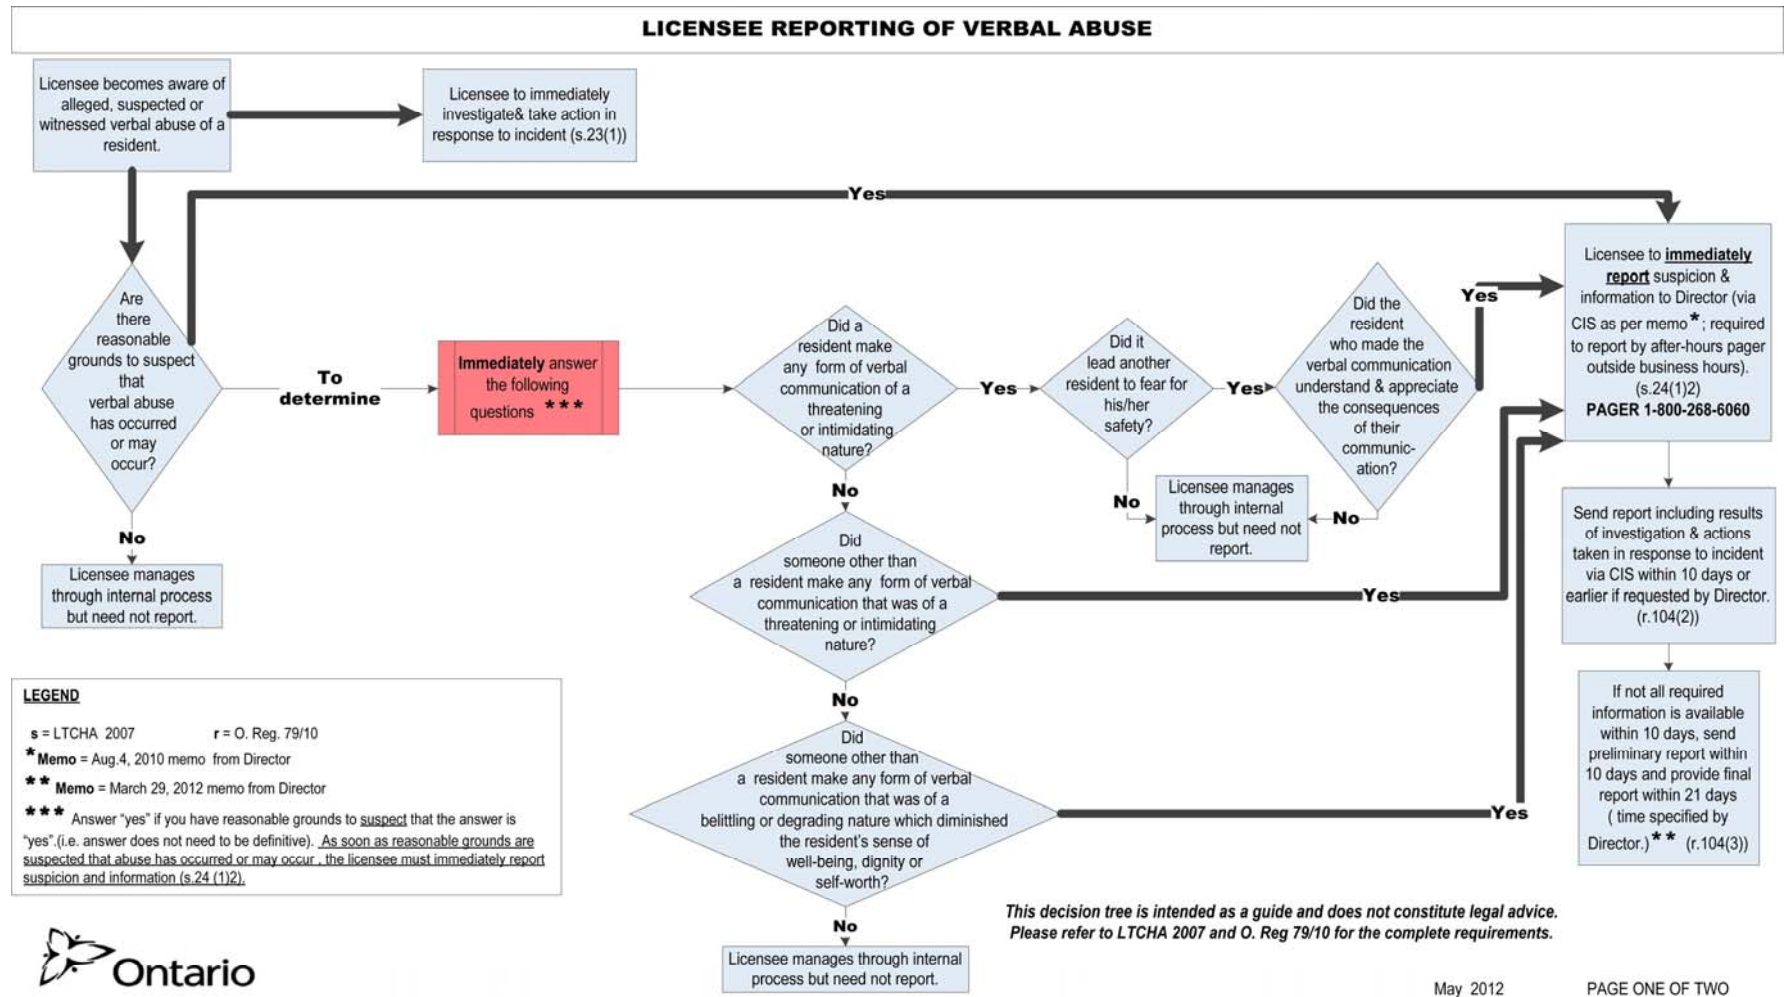 LICENSEE REPORTING OF VERBAL ABUSE
Licensee becomes aware of
alleged, suspected or
witnessed verbal abuse of a
resident.
Licensee to immediately
investigate& take action in
response to incident (s.23(1))
Yes
Are
there
reasonable
grounds to suspect
that
verbal abuse
has occurred
or may
occur?
To
determine
Immediately answer
the following
questions ***
Did a
resident make
any form of verbal
communication of a
threatening
or intimidating
nature?
Yes
Did it
lead another
resident to fear for
his/her
safety?
Yes
Did the
resident
who made the
verbal communication
understand & appreciate
the consequences
of their
communic-
ation?
Yes
Licensee to immediately
report suspicion &
information to Director (via
CIS as per memo*; required
to report by after-hours pager
outside business hours).
(s.24(1)2)
PAGER 1-800-268-6060
No
Licensee manages
through internal process
but need not report.
No
Licensee manages
through internal
process but need not
report.
No
No
Did
someone other than
a resident make any form of verbal
communication that was of a
threatening or intimidating
nature?
Yes
Send report including results
of investigation & actions
taken in response to incident
via CIS within 10 days or
earlier if requested by Director.
(r.104(2))
No
Did
someone other than
a resident make any form of verbal
communication that was of a
belittling or degrading nature which diminished
the resident's sense of
well-being, dignity or
self-worth?
Yes
If not all required
information is available
within 10 days, send
preliminary report within
10 days and provide final
report within 21 days
( time specified by
Director.)** (r.104(3))
No
Licensee manages through internal
process but need not report.
LEGEND
s = LTCHA 2007 r = O. Reg. 79/10
*Memo = Aug.4, 2010 memo from Director
** Memo = March 29, 2012 memo from Director
*** Answer “yes” if you have reasonable grounds to suspect that the answer is
“yes”.(i.e. answer does not need to be definitive). As soon as reasonable grounds are
suspected that abuse has occurred or may occur , the licensee must immediately report
suspicion and information (s.24 (1)2).
This decision tree is intended as a guide and does not constitute legal advice.
Please refer to LTCHA 2007 and O. Reg 79/10 for the complete requirements.
Ontario
May 2012 PAGE ONE OF TWO